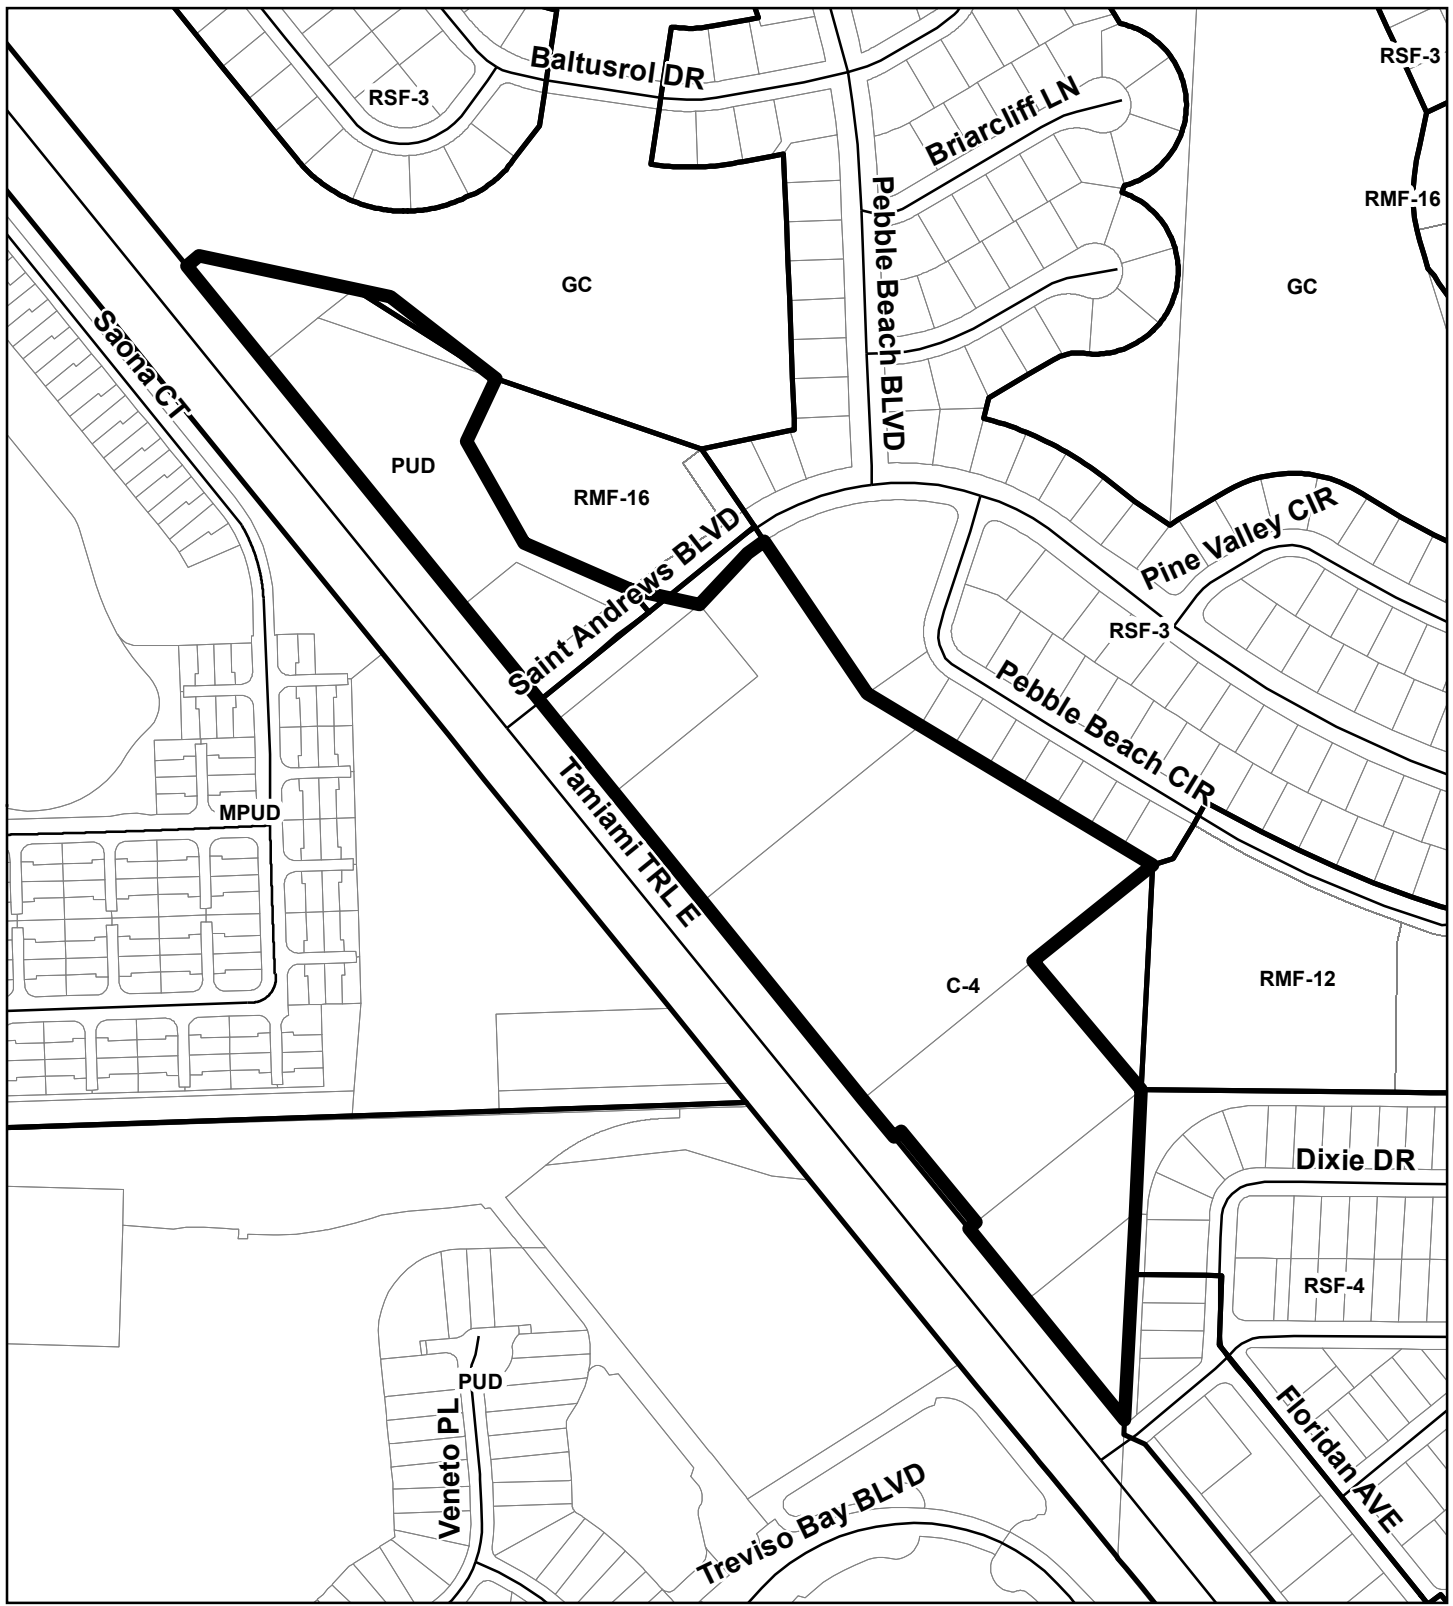 RSF-3
Baltusrol DR
RSF-3
Briarcliff LN
RMF-16
Pebble Beach BLVD
GC
GC
Saona CT
PUD
RMF-16
Saint Andrews BLVD
Pine Valley CIR
RSF-3
Pebble Beach CIR
MPUD
Tamiami TRL E
C-4
RMF-12
Dixie DR
RSF-4
PUD
Veneto PL
Floridan AVE
Treviso Bay BLVD